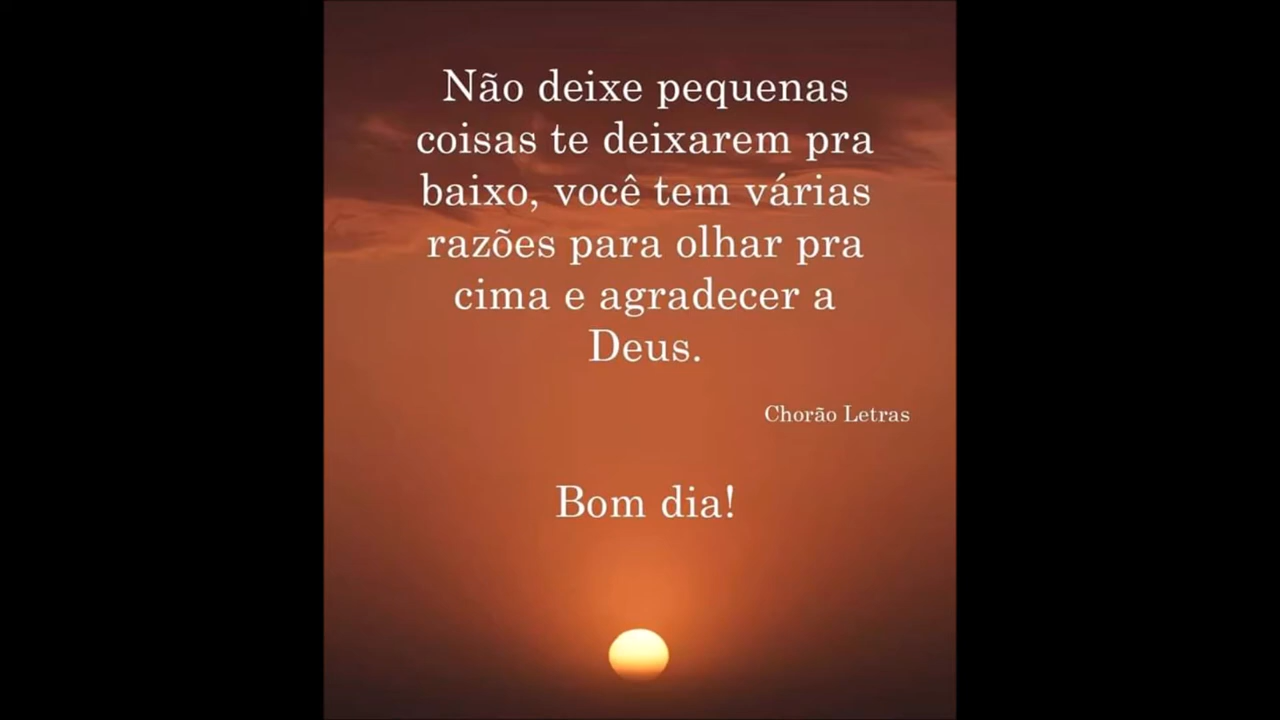 Não deixe pequenas
coisas te deixarem pra
baixo, você tem várias
razões para olhar pra
cima e agradecer a
Deus.
Chorão Letras
Bom dia!